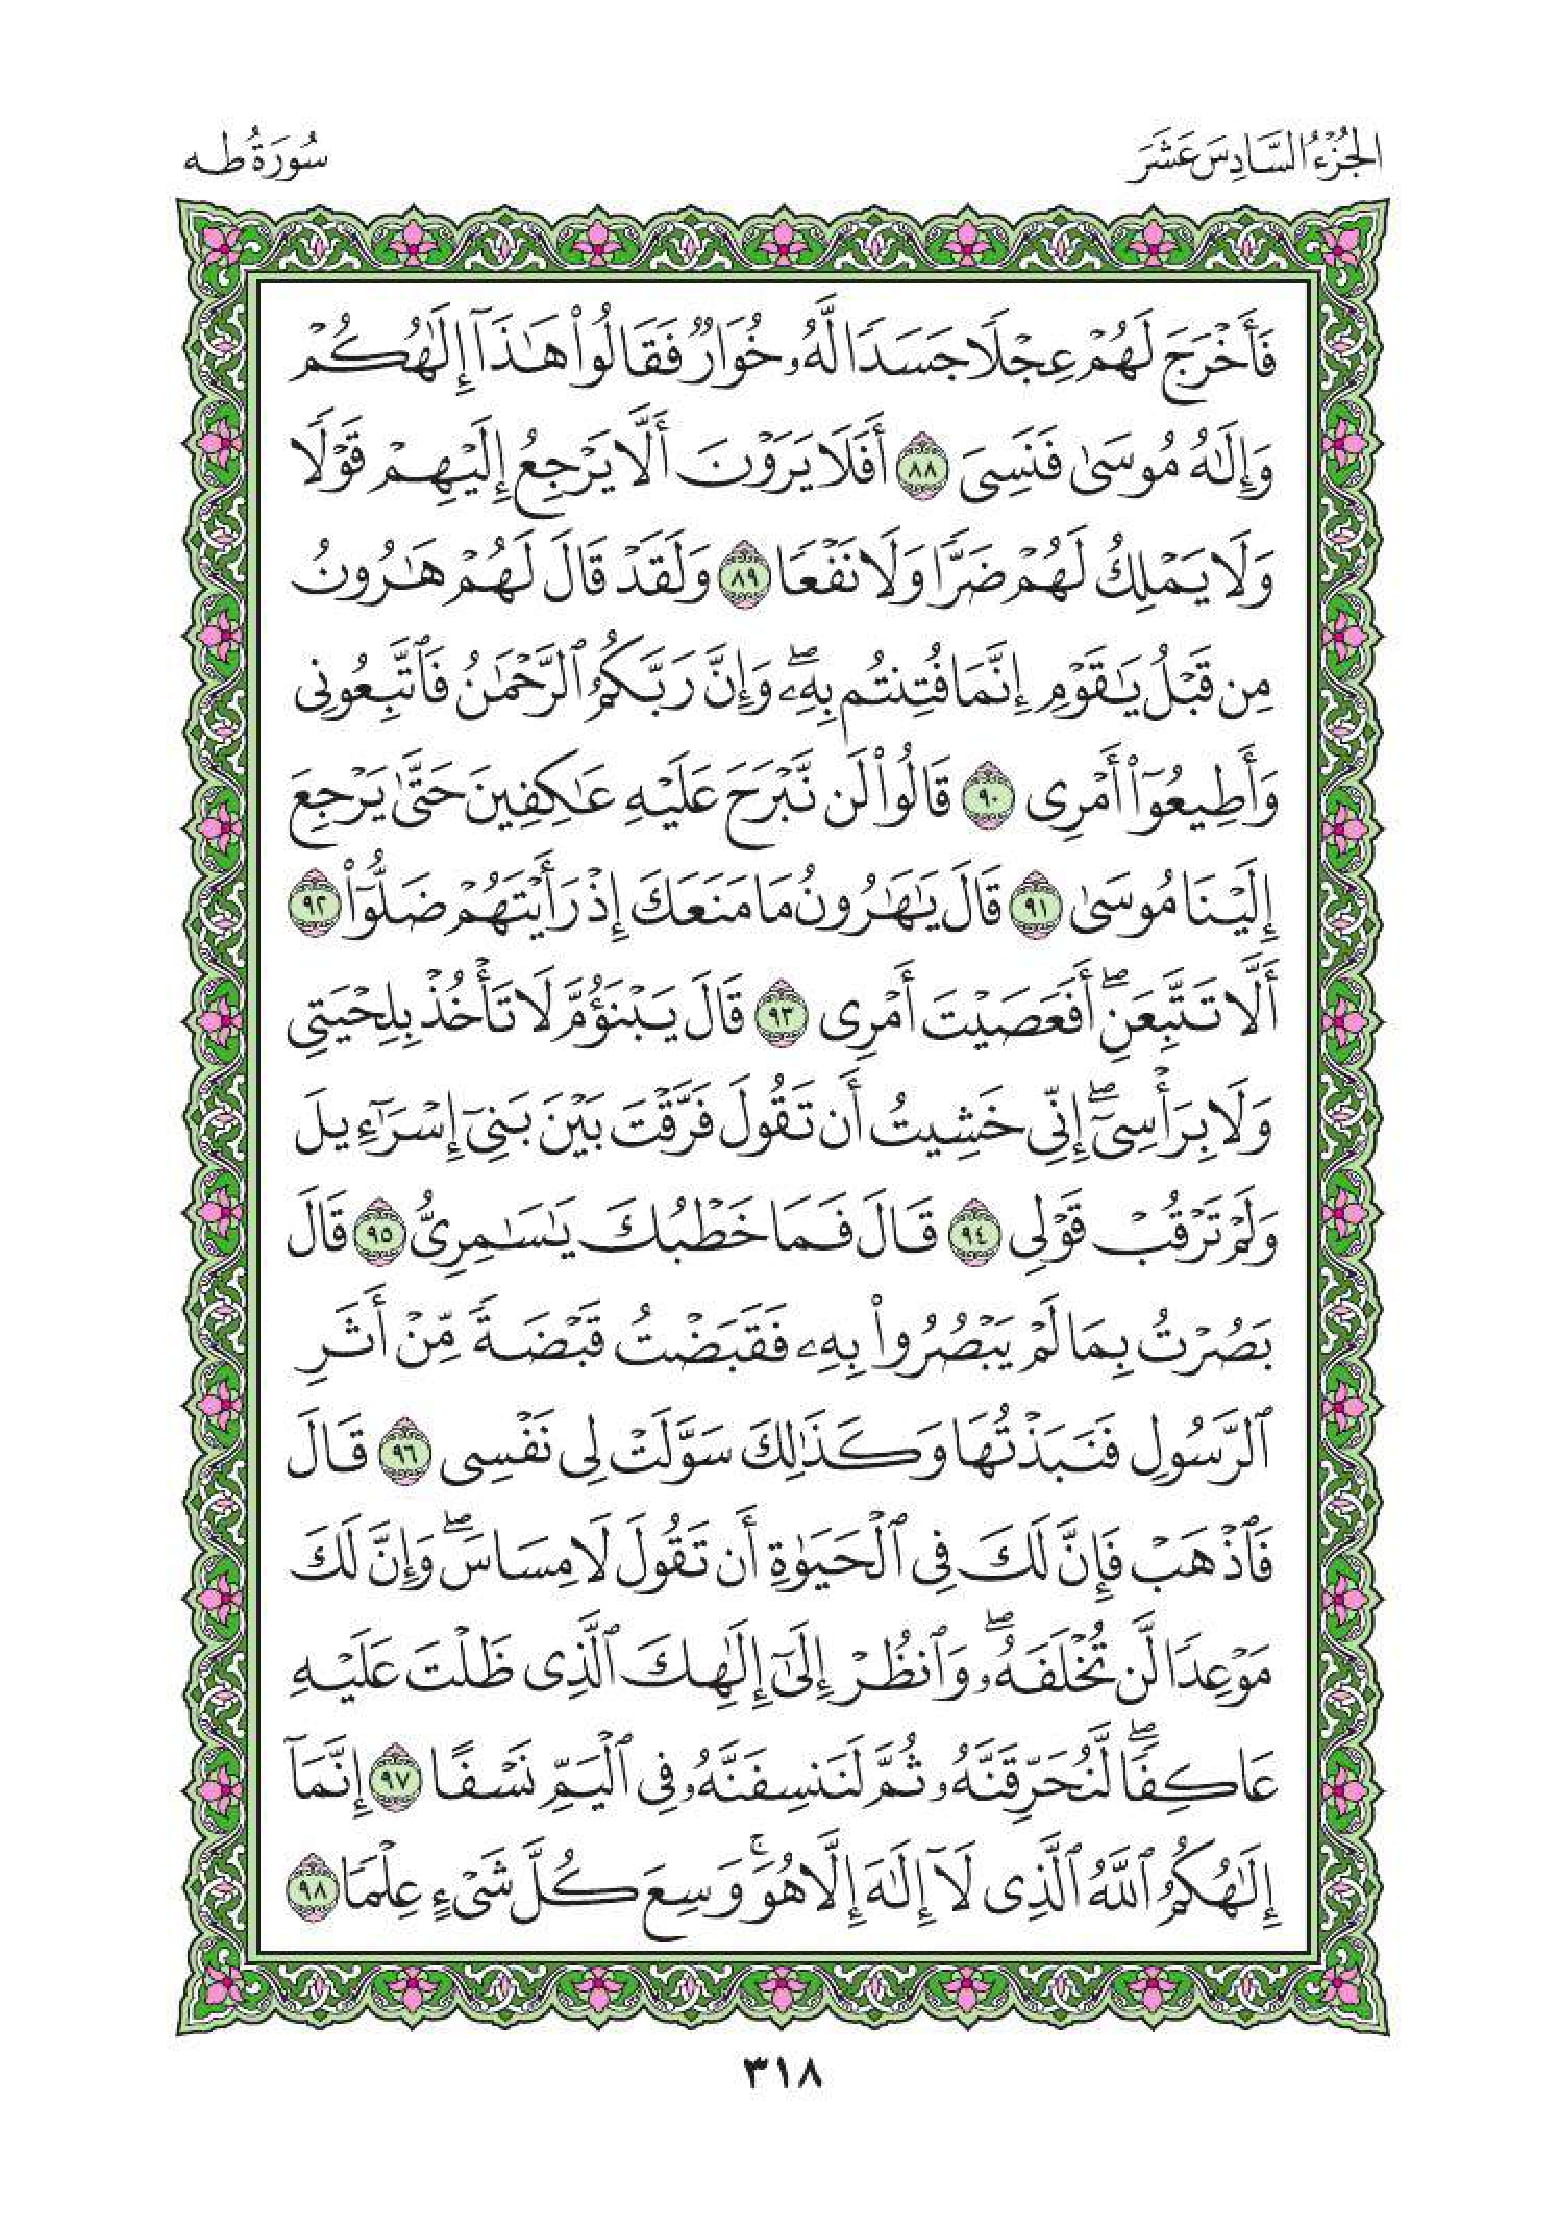 الجُزْءُ السَّادِسَ عَشَرَ
سُورَةُ طه
فَأَخْرَجَ لَهُمْ عِجْلًا جَسَدًا لَّهُۥ خُوَارٌ فَقَالُوا۟ هَٰذَآ إِلَٰهُكُمْ
وَإِلَٰهُ مُوسَىٰ فَنَسِىَ ٨٨ أَفَلَا يَرَوْنَ أَلَّا يَرْجِعُ إِلَيْهِمْ قَوْلًا
وَلَا يَمْلِكُ لَهُمْ ضَرًّا وَلَا نَفْعًا ٨٩ وَلَقَدْ قَالَ لَهُمْ هَٰرُونُ
مِن قَبْلُ يَٰقَوْمِ إِنَّمَا فُتِنتُم بِهِۦ ۖ وَإِنَّ رَبَّكُمُ ٱلرَّحْمَٰنُ فَٱتَّبِعُونِى
وَأَطِيعُوٓا۟ أَمْرِى ٩٠ قَالُوا۟ لَن نَّبْرَحَ عَلَيْهِ عَٰكِفِينَ حَتَّىٰ يَرْجِعَ
إِلَيْنَا مُوسَىٰ ٩١ قَالَ يَٰهَٰرُونُ مَا مَنَعَكَ إِذْ رَأَيْتَهُمْ ضَلُّوٓا۟ ٩٢
أَلَّا تَتَّبِعَنِ ۖ أَفَعَصَيْتَ أَمْرِى ٩٣ قَالَ يَبْنَؤُمَّ لَا تَأْخُذْ بِلِحْيَتِى
وَلَا بِرَأْسِىٓ ۖ إِنِّى خَشِيتُ أَن تَقُولَ فَرَّقْتَ بَيْنَ بَنِىٓ إِسْرَٰٓءِيلَ
وَلَمْ تَرْقُبْ قَوْلِى ٩٤ قَالَ فَمَا خَطْبُكَ يَٰسَٰمِرِىُّ ٩٥ قَالَ
بَصُرْتُ بِمَا لَمْ يَبْصُرُوا۟ بِهِۦ فَقَبَضْتُ قَبْضَةً مِّنْ أَثَرِ
ٱلرَّسُولِ فَنَبَذْتُهَا وَكَذَٰلِكَ سَوَّلَتْ لِى نَفْسِى ٩٦ قَالَ
فَٱذْهَبْ فَإِنَّ لَكَ فِى ٱلْحَيَوٰةِ أَن تَقُولَ لَا مِسَاسَ ۖ وَإِنَّ لَكَ
مَوْعِدًا لَّن تُخْلَفَهُۥ ۖ وَٱنظُرْ إِلَىٰٓ إِلَٰهِكَ ٱلَّذِى ظَلْتَ عَلَيْهِ
عَاكِفًا ۖ لَّنُحَرِّقَنَّهُۥ ثُمَّ لَنَنسِفَنَّهُۥ فِى ٱلْيَمِّ نَسْفًا ٩٧ إِنَّمَآ
إِلَٰهُكُمُ ٱللَّهُ ٱلَّذِى لَآ إِلَٰهَ إِلَّا هُوَ ۚ وَسِعَ كُلَّ شَىْءٍ عِلْمًا ٩٨
٣١٨